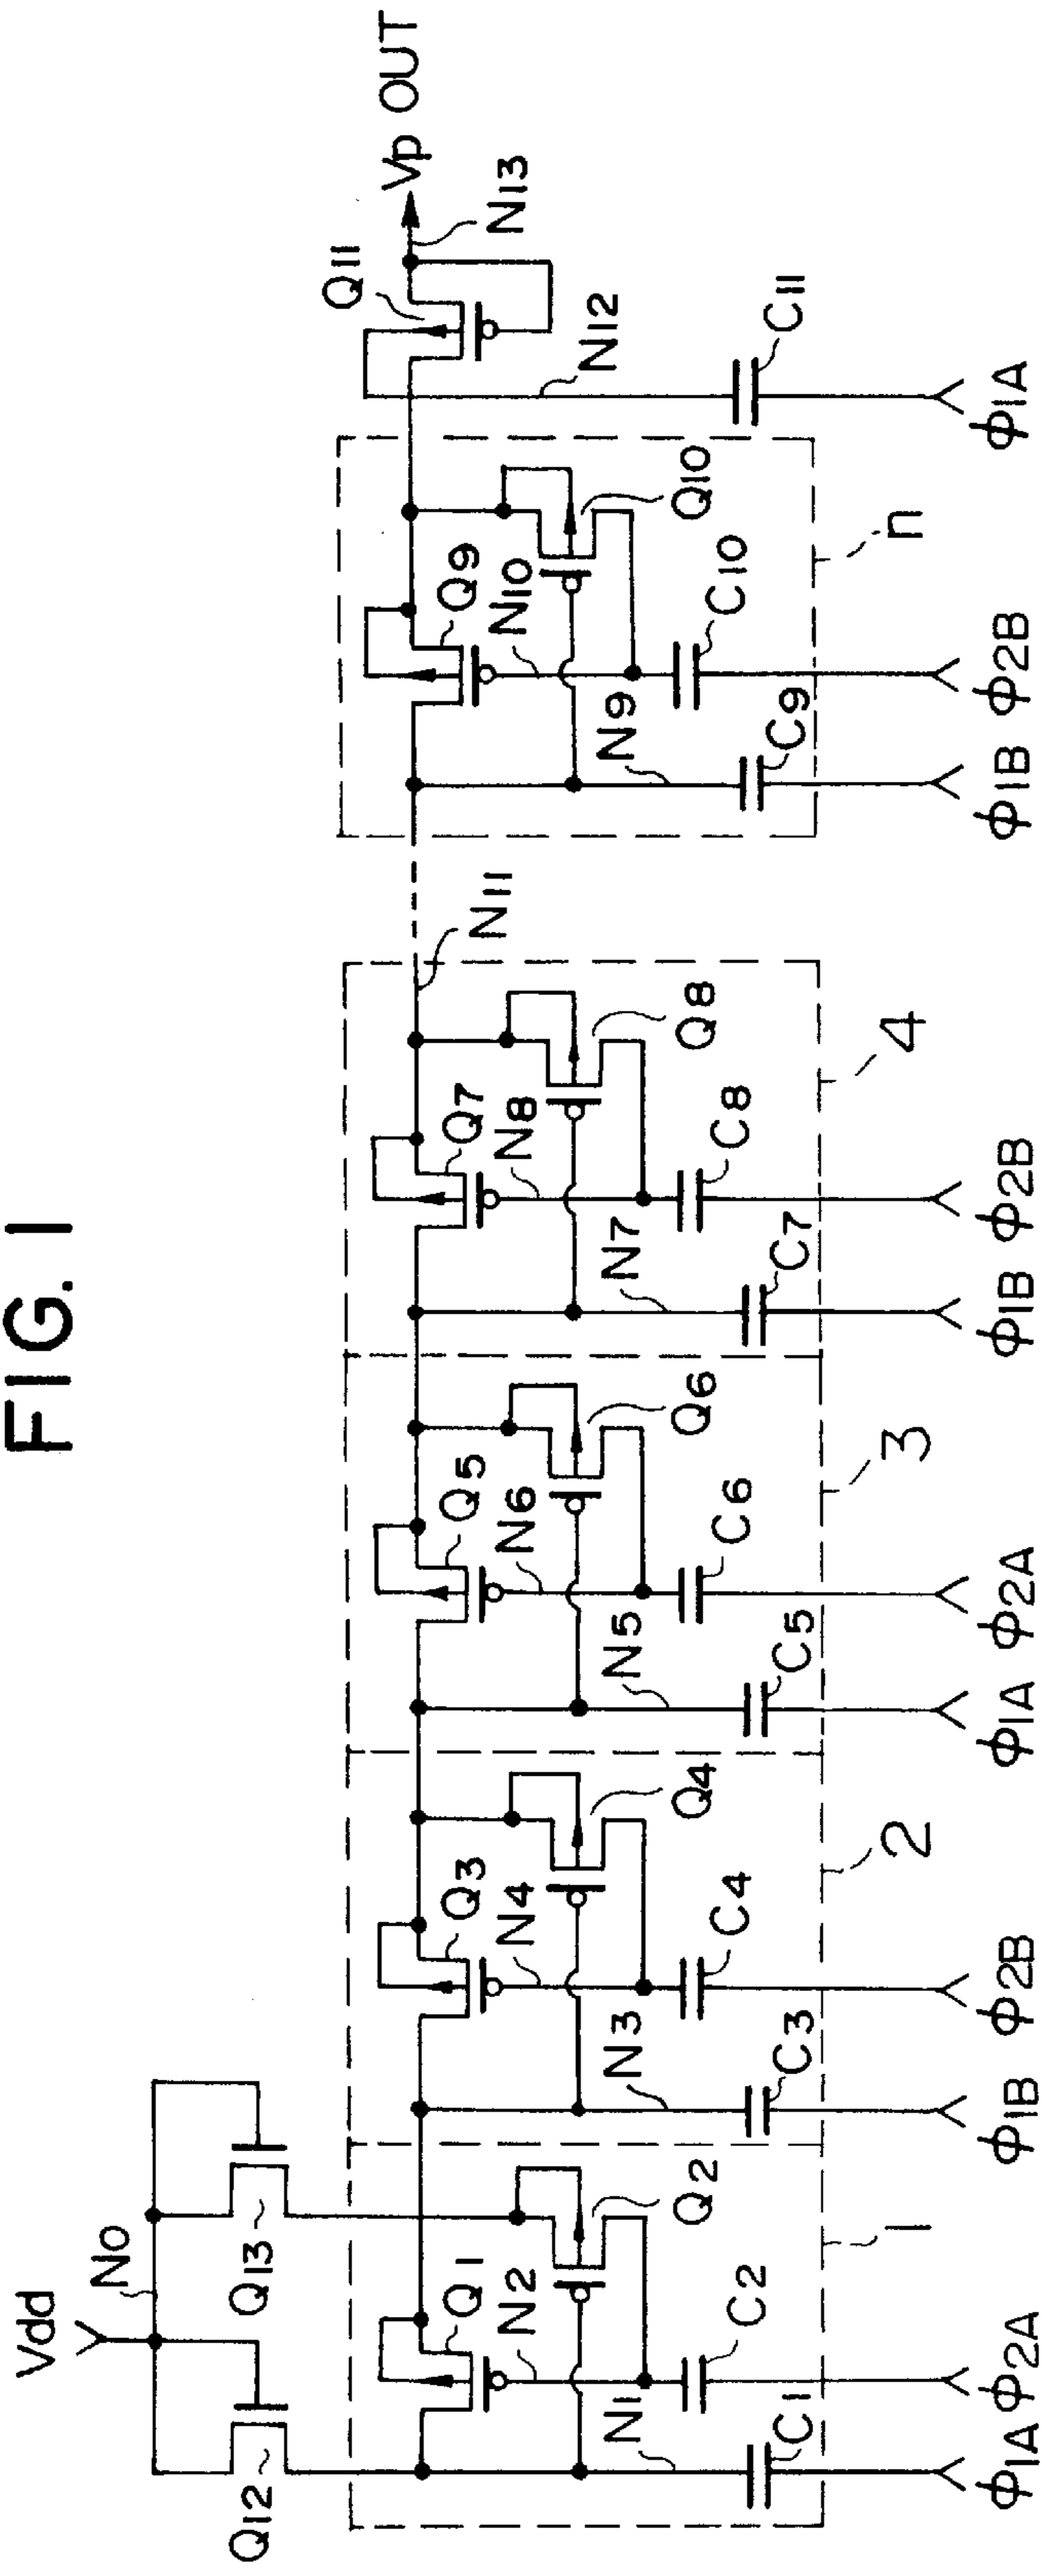 FIG. 1
Vdd
N0
Q12
Q13
Vp OUT
N13
Q11
N12
C11
N11
Q1
N2
Q2
N1
C2
C1
Q3
N4
Q4
N3
C4
C3
Q5
N6
Q6
N5
C6
C5
Q7
N8
Q8
N7
C8
C7
Q9
N10
Q10
N9
C10
C9
1
2
3
4
n
ϕ1A
ϕ2A
ϕ1B
ϕ2B
ϕ1A
ϕ2A
ϕ1B
ϕ2B
ϕ1B
ϕ2B
ϕ1A